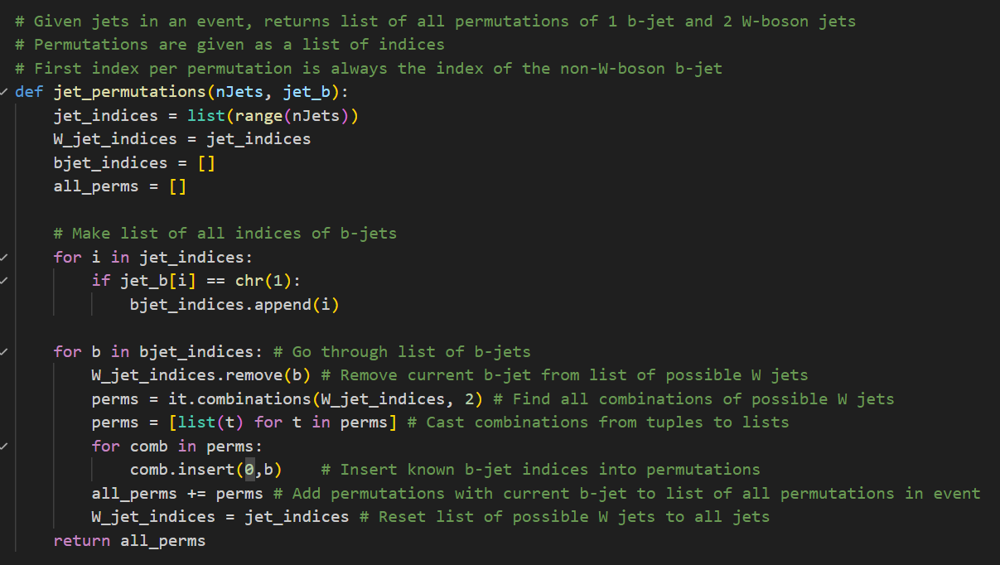 # Given jets in an event, returns list of all permutations of 1 b-jet and 2 W-boson jets
# Permutations are given as a list of indices
# First index per permutation is always the index of the non-W-boson b-jet
def jet_permutations(nJets, jet_b):
    jet_indices = list(range(nJets))
    W_jet_indices = jet_indices
    bjet_indices = []
    all_perms = []

    # Make list of all indices of b-jets
    for i in jet_indices:
        if jet_b[i] == chr(1):
            bjet_indices.append(i)

    for b in bjet_indices: # Go through list of b-jets
        W_jet_indices.remove(b) # Remove current b-jet from list of possible W jets
        perms = it.combinations(W_jet_indices, 2) # Find all combinations of possible W jets
        perms = [list(t) for t in perms] # Cast combinations from tuples to lists
        for comb in perms:
            comb.insert(0,b)    # Insert known b-jet indices into permutations
        all_perms += perms # Add permutations with current b-jet to list of all permutations in event
        W_jet_indices = jet_indices # Reset list of possible W jets to all jets
    return all_perms